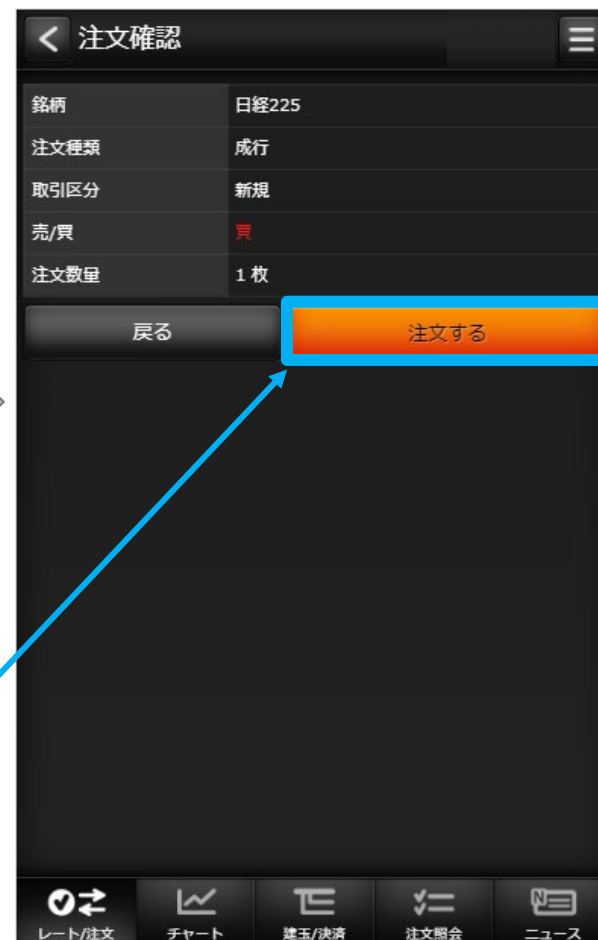 注文確認
銘柄 日経225
注文種類 成行
取引区分 新規
売/買 買
注文数量 1 枚
戻る 注文する
レート/注文 チャート 建玉/決済 注文照会 ニュース